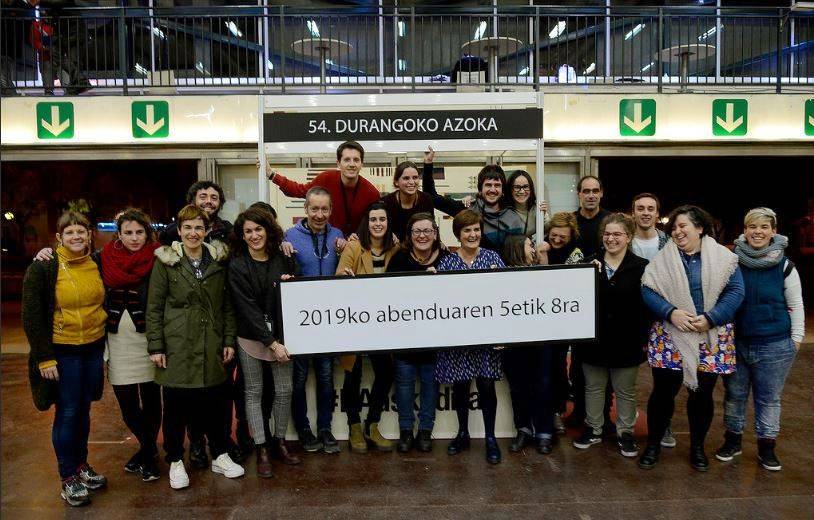 54. DURANGOKO AZOKA
2019ko abenduaren 5etik 8ra